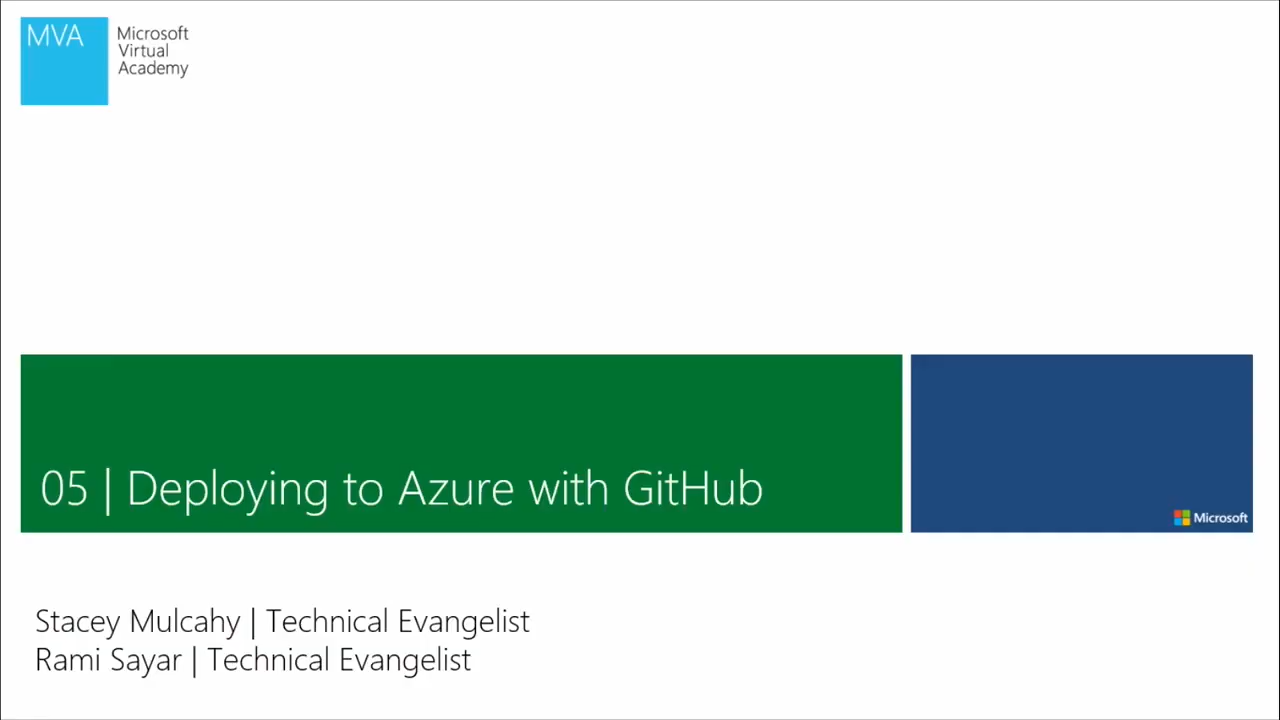 MVA
Microsoft
Virtual
Academy
05 | Deploying to Azure with GitHub
Microsoft
Stacey Mulcahy | Technical Evangelist
Rami Sayar | Technical Evangelist